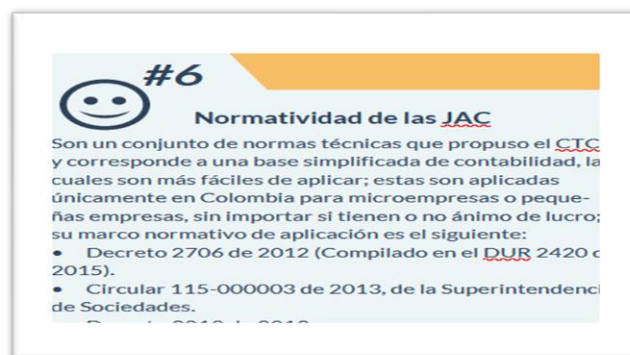 #6
Normatividad de las JAC
Son un conjunto de normas técnicas que propuso el CTC
y corresponde a una base simplificada de contabilidad, la
cuales son más fáciles de aplicar; estas son aplicadas
únicamente en Colombia para microempresas o peque-
ñas empresas, sin importar si tienen o no ánimo de lucro;
su marco normativo de aplicación es el siguiente:
• Decreto 2706 de 2012 (Compilado en el DUR 2420 d
2015).
• Circular 115-000003 de 2013, de la Superintendenci
de Sociedades.